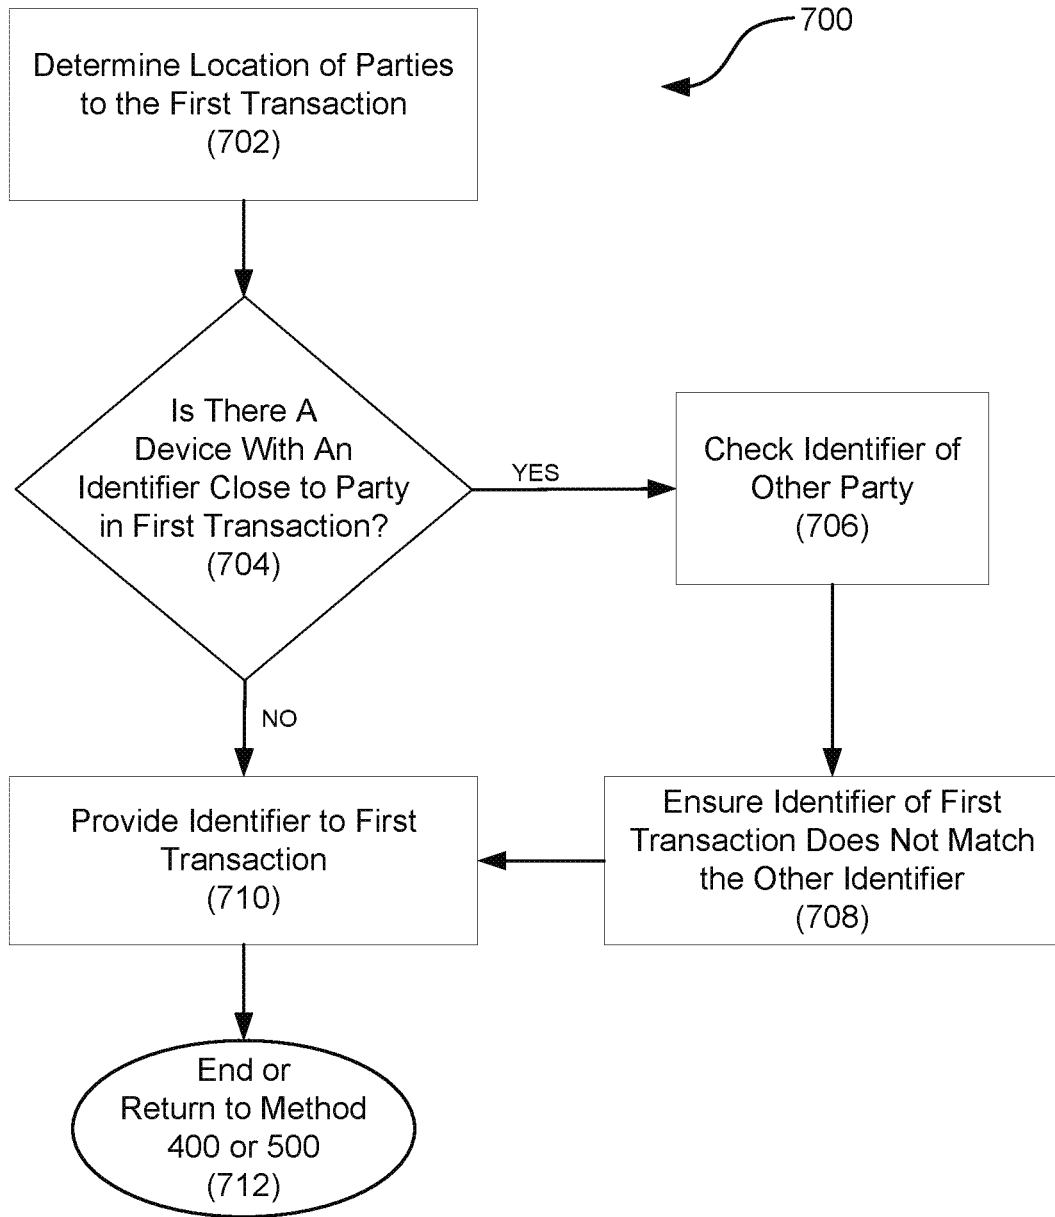 700
Determine Location of Parties
to the First Transaction
(702)
Is There A
Device With An
Identifier Close to Party
in First Transaction?
(704)
YES
Check Identifier of
Other Party
(706)
NO
Provide Identifier to First
Transaction
(710)
Ensure Identifier of First
Transaction Does Not Match
the Other Identifier
(708)
End or
Return to Method
400 or 500
(712)